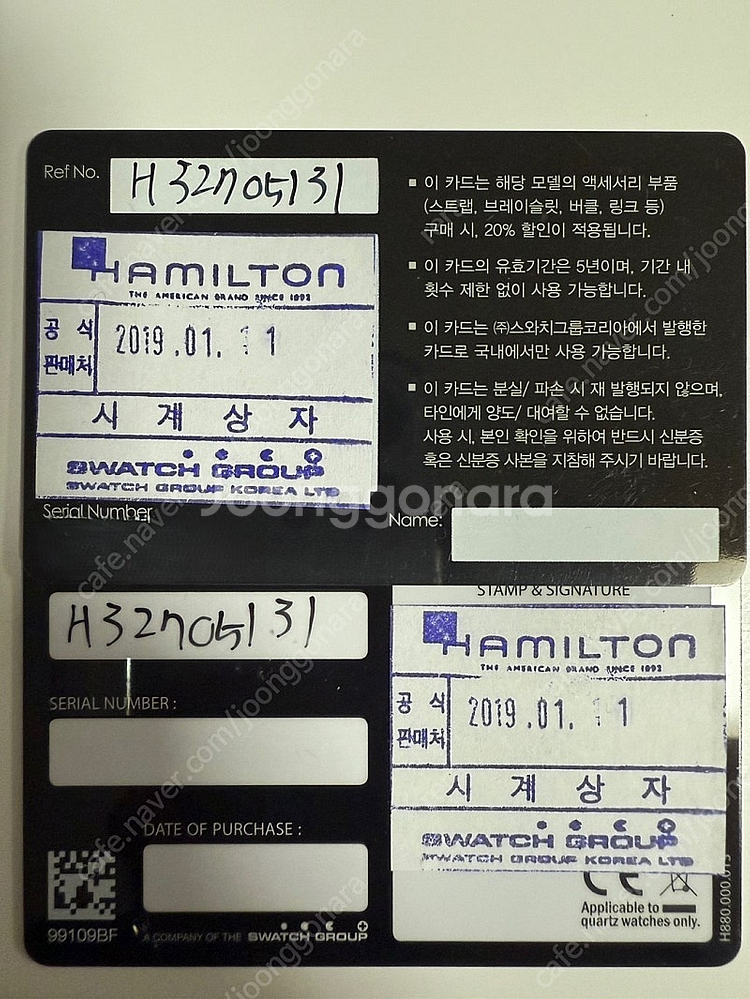 Ref No. H32705131
HAMILTON
THE AMERICAN BRAND SINCE 1892
공식
판매처
2019.01.11
시계상자
SWATCH GROUP
SWATCH GROUP KOREA LTD
Serial Number
■ 이 카드는 해당 모델의 액세서리 부품
(스트랩, 브레이슬릿, 버클, 링크 등)
구매 시, 20% 할인이 적용됩니다.
■ 이 카드의 유효기간은 5년이며, 기간 내
횟수 제한 없이 사용 가능합니다.
■ 이 카드는 ㈜스와치그룹코리아에서 발행한
카드로 국내에서만 사용 가능합니다.
■ 이 카드는 분실/ 파손 시 재 발행되지 않으며,
타인에게 양도/ 대여할 수 없습니다.
사용 시, 본인 확인을 위하여 반드시 신분증
혹은 신분증 사본을 지참해 주시기 바랍니다.
Name:
joonggonara
H32705131
SERIAL NUMBER :
DATE OF PURCHASE :
99109BF
A COMPANY OF THE SWATCH GROUP
STAMP & SIGNATURE
HAMILTON
THE AMERICAN BRAND SINCE 1892
공식
판매처
2019.01.11
시계상자
SWATCH GROUP
SWATCH GROUP KOREA LTD
CE
Applicable to
quartz watches only.
cafe.naver.com/joonggonara